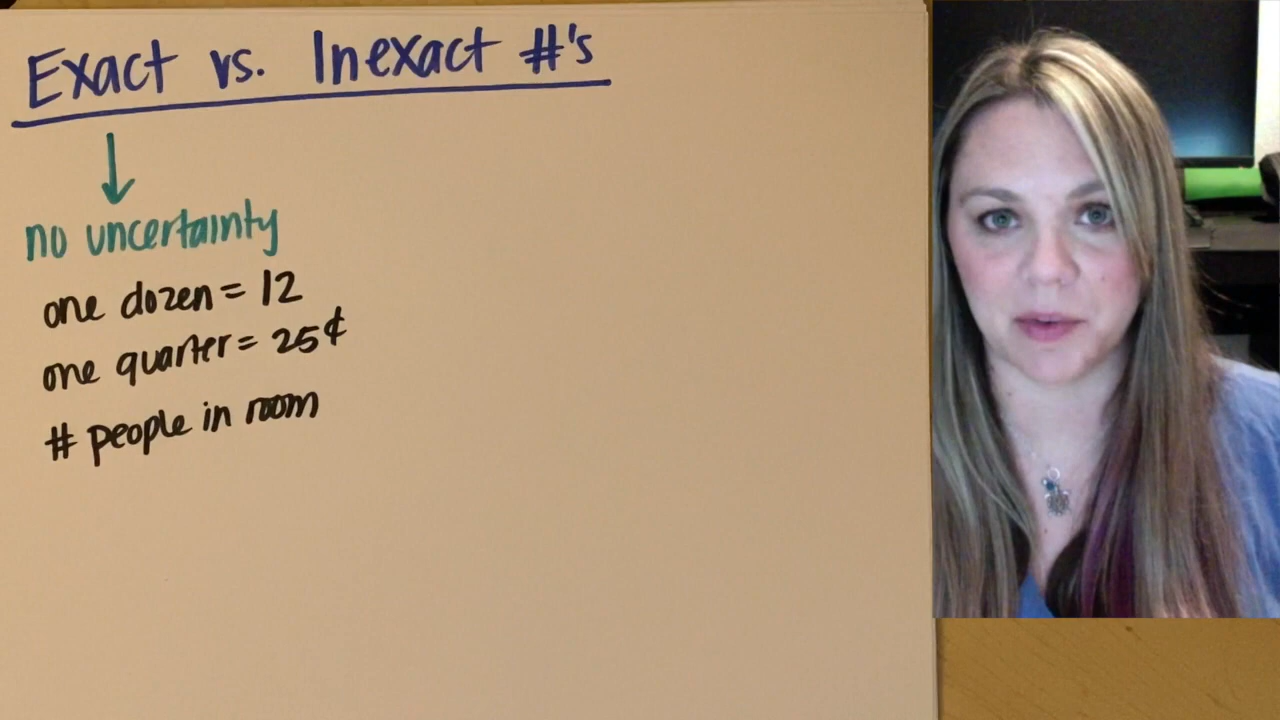 Exact vs. Inexact #'s
no uncertainty
one dozen = 12
one quarter = 25¢
# people in room